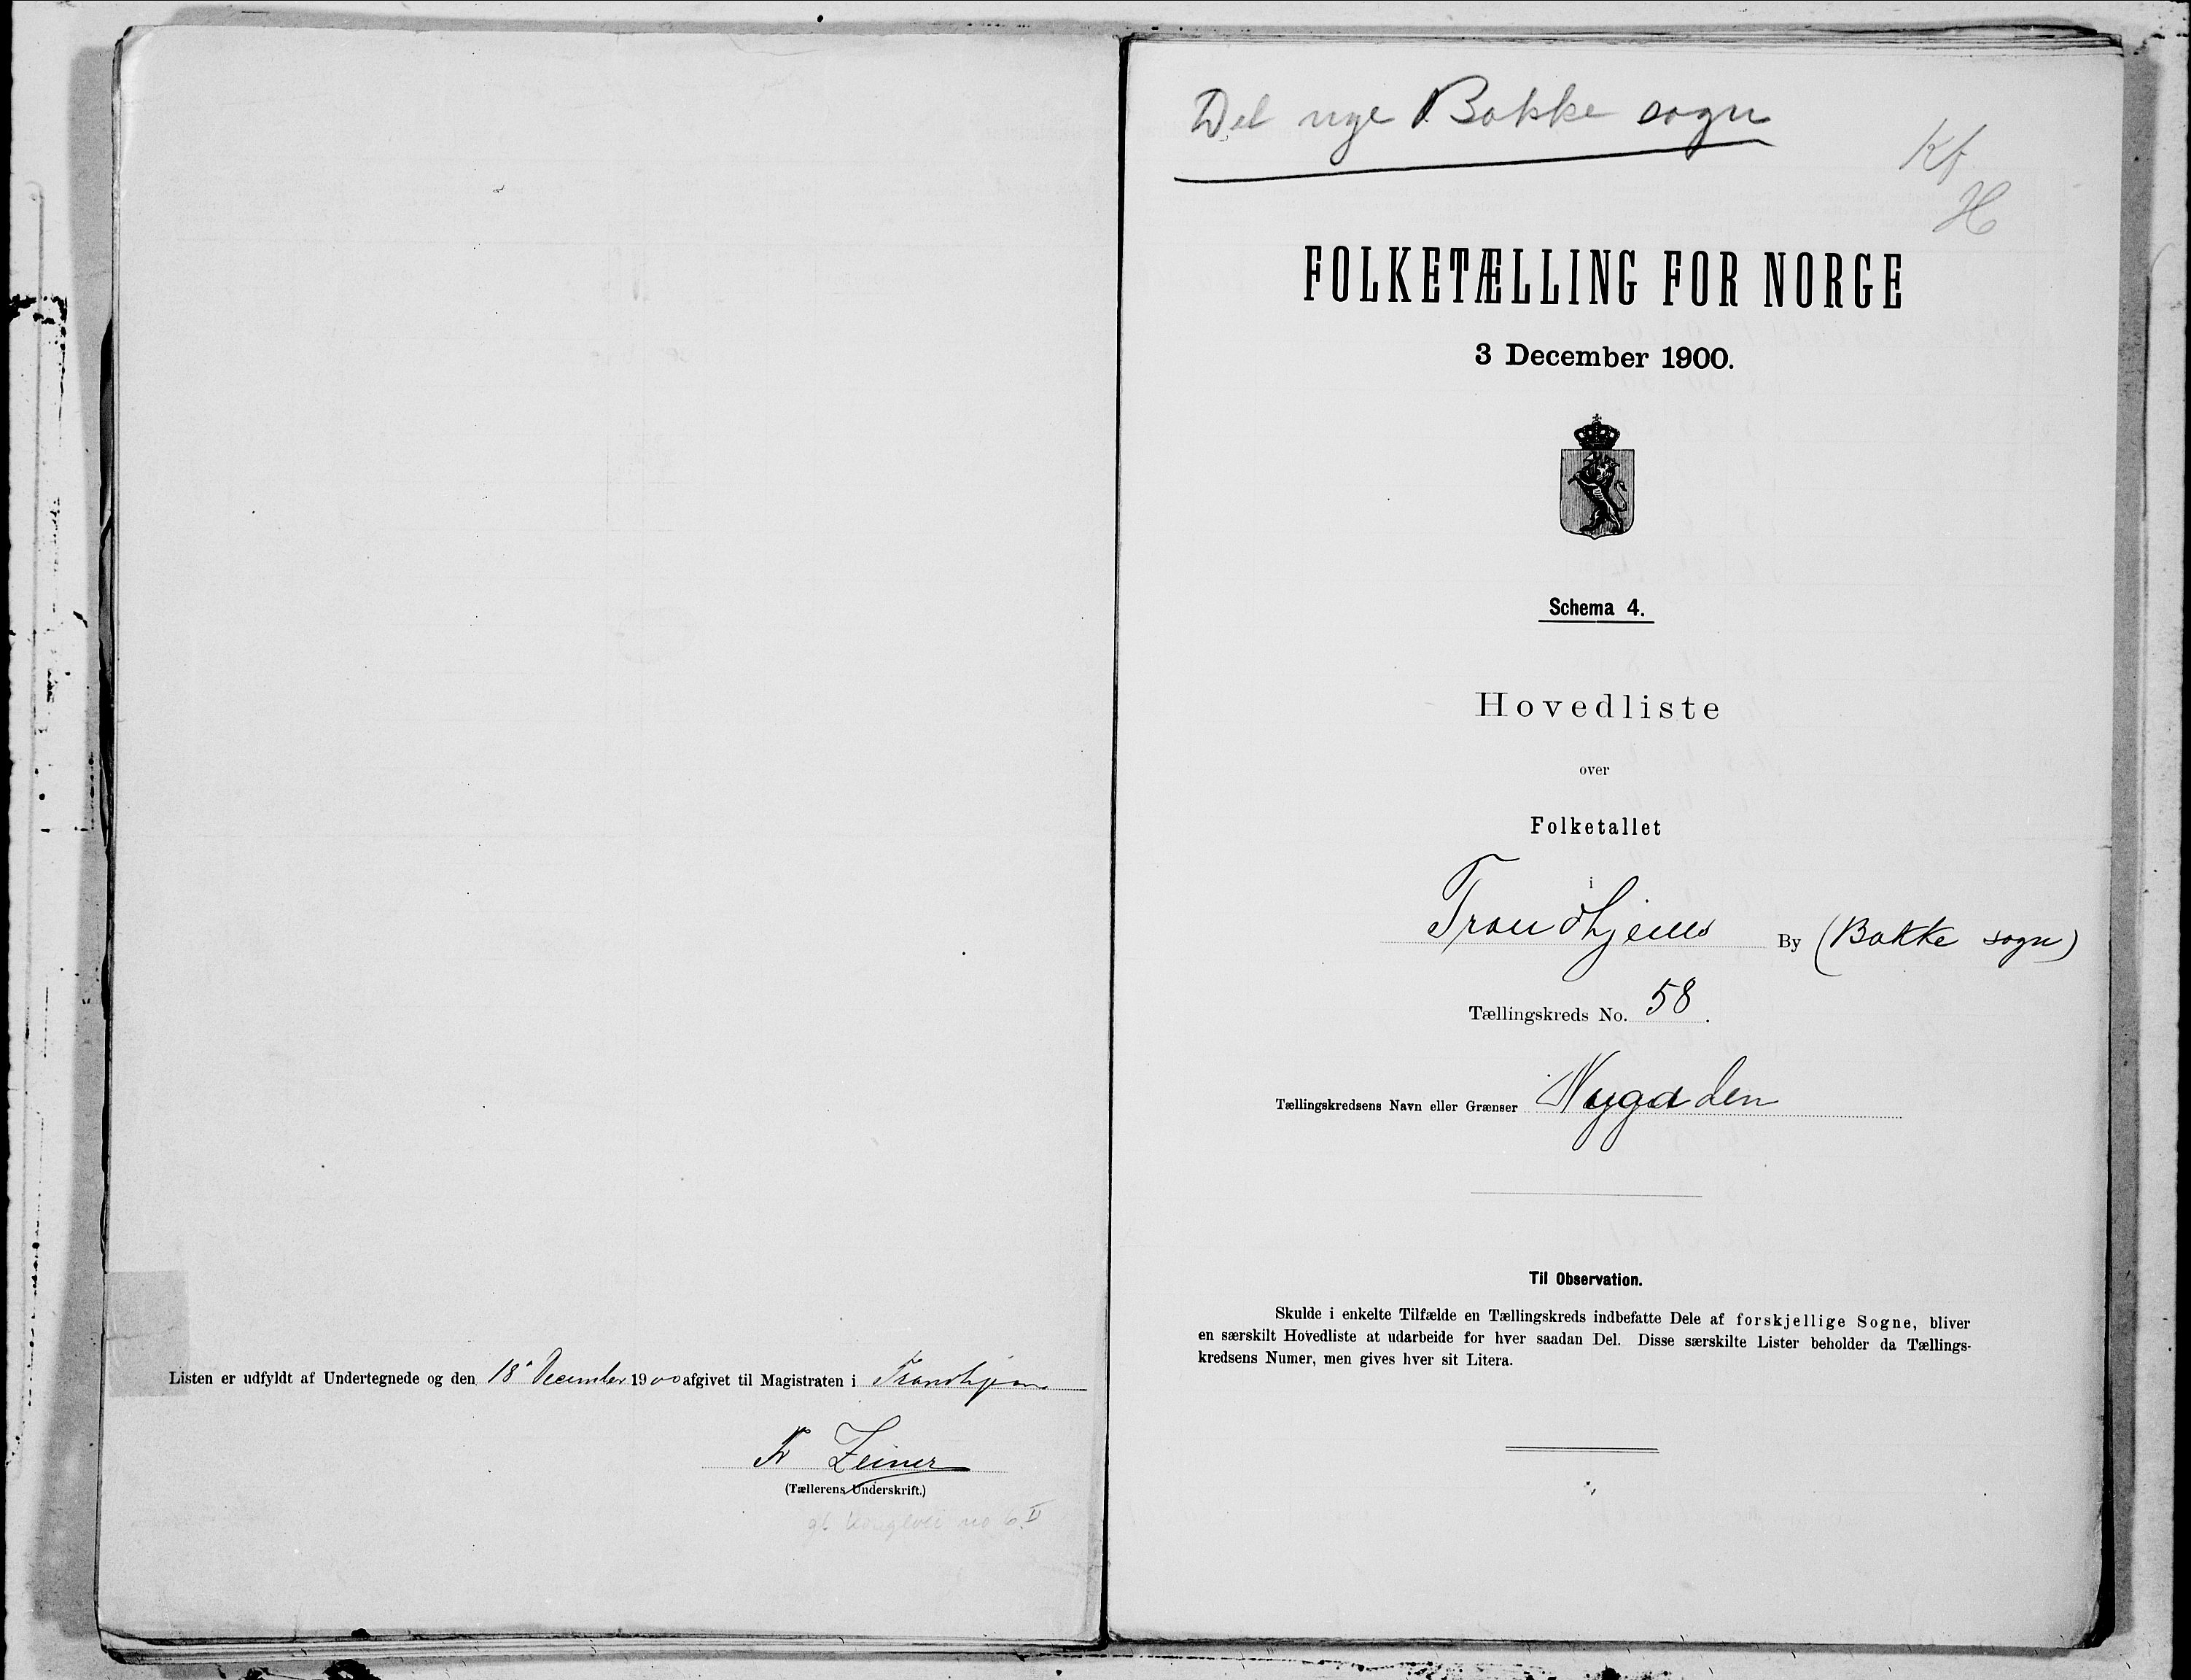 Listen er udfyldt af Undertegnede og den 18 December 1900 afgivet til Magistraten i Trondhjem
Fr Zeiner
(Tællerens Underskrift.)
Det nye Bakke sogn
Kf
H
FOLKETÆLLING FOR NORGE
3 December 1900.
Schema 4.
Hovedliste
over
Folketallet
i
Trondhjems By (Bakke sogn)
Tællingskreds No. 58.
Tællingskredsens Navn eller Grænser Nygaden
Til Observation.
Skulde i enkelte Tilfælde en Tællingskreds indbefatte Dele af forskjellige Sogne, bliver
en særskilt Hovedliste at udarbeide for hver saadan Del. Disse særskilte Lister beholder da Tællings-
kredsens Numer, men gives hver sit Litera.